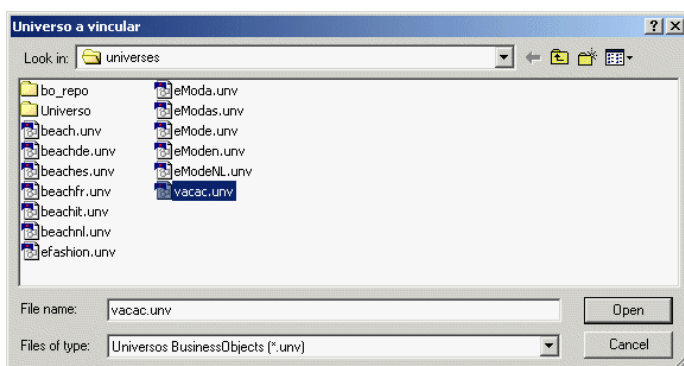 Universo a vincular
Look in: universes
bo_repo
Universo
beach.unv
beachde.unv
beaches.unv
beachfr.unv
beachit.unv
beachnl.unv
efashion.unv
eModa.unv
eModas.unv
eMode.unv
eModen.unv
eModeNL.unv
vacac.unv
File name: vacac.unv Open
Files of type: Universos BusinessObjects (*.unv) Cancel